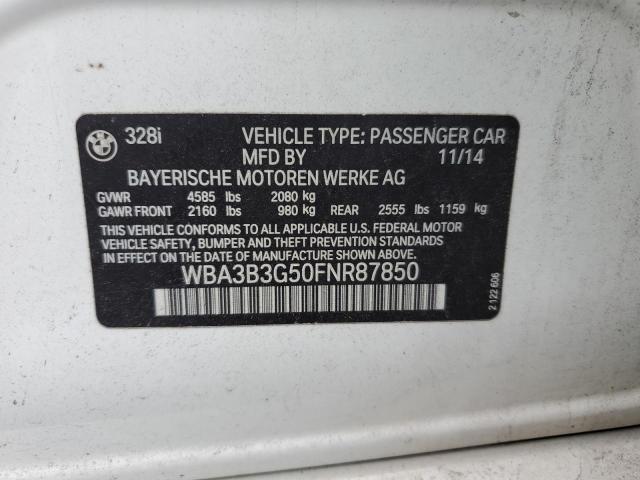 BMW 328i VEHICLE TYPE: PASSENGER CAR
MFD BY 11/14
BAYERISCHE MOTOREN WERKE AG
GVWR 4585 lbs 2080 kg
GAWR FRONT 2160 lbs 980 kg REAR 2555 lbs 1159 kg
THIS VEHICLE CONFORMS TO ALL APPLICABLE U.S. FEDERAL MOTOR
VEHICLE SAFETY, BUMPER AND THEFT PREVENTION STANDARDS
IN EFFECT ON THE DATE OF MANUFACTURE SHOWN ABOVE.
WBA3B3G50FNR87850
2 122 606